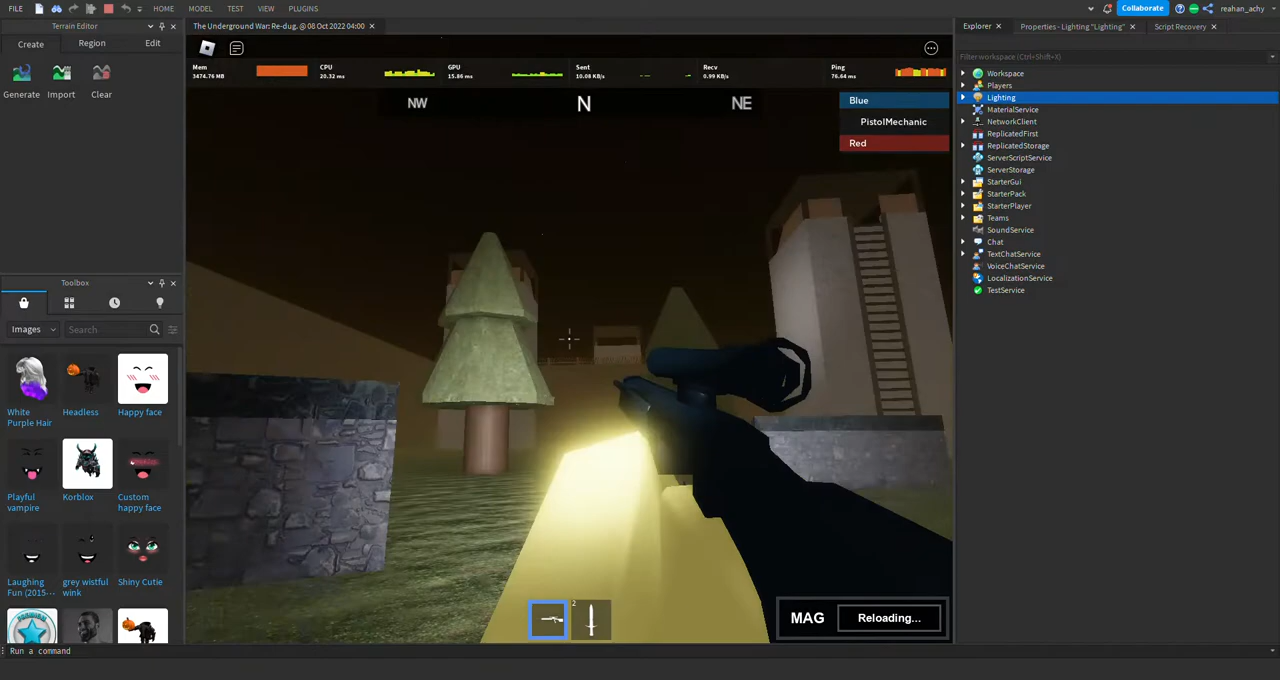 FILE
HOME
MODEL
TEST
VIEW
PLUGINS
Collaborate
reahan_achy
Terrain Editor
Create
Region
Edit
Generate
Import
Clear
Toolbox
Images
Search
White
Purple Hair
Headless
Happy face
Playful
vampire
Korblox
Custom
happy face
Laughing
Fun (2015-...
grey wistful
wink
Shiny Cutie
PREMIUM
The Underground War: Re-dug. @ 08 Oct 2022 04:00
Mem
3474.76 MB
CPU
20.32 ms
GPU
15.86 ms
Sent
10.08 KB/s
Recv
0.99 KB/s
Ping
76.64 ms
NW
N
NE
Blue
PistolMechanic
Red
2
MAG
Reloading...
Explorer
Properties - Lighting "Lighting"
Script Recovery
Filter workspace (Ctrl+Shift+X)
Workspace
Players
Lighting
MaterialService
NetworkClient
ReplicatedFirst
ReplicatedStorage
ServerScriptService
ServerStorage
StarterGui
StarterPack
StarterPlayer
Teams
SoundService
Chat
TextChatService
VoiceChatService
LocalizationService
TestService
Run a command